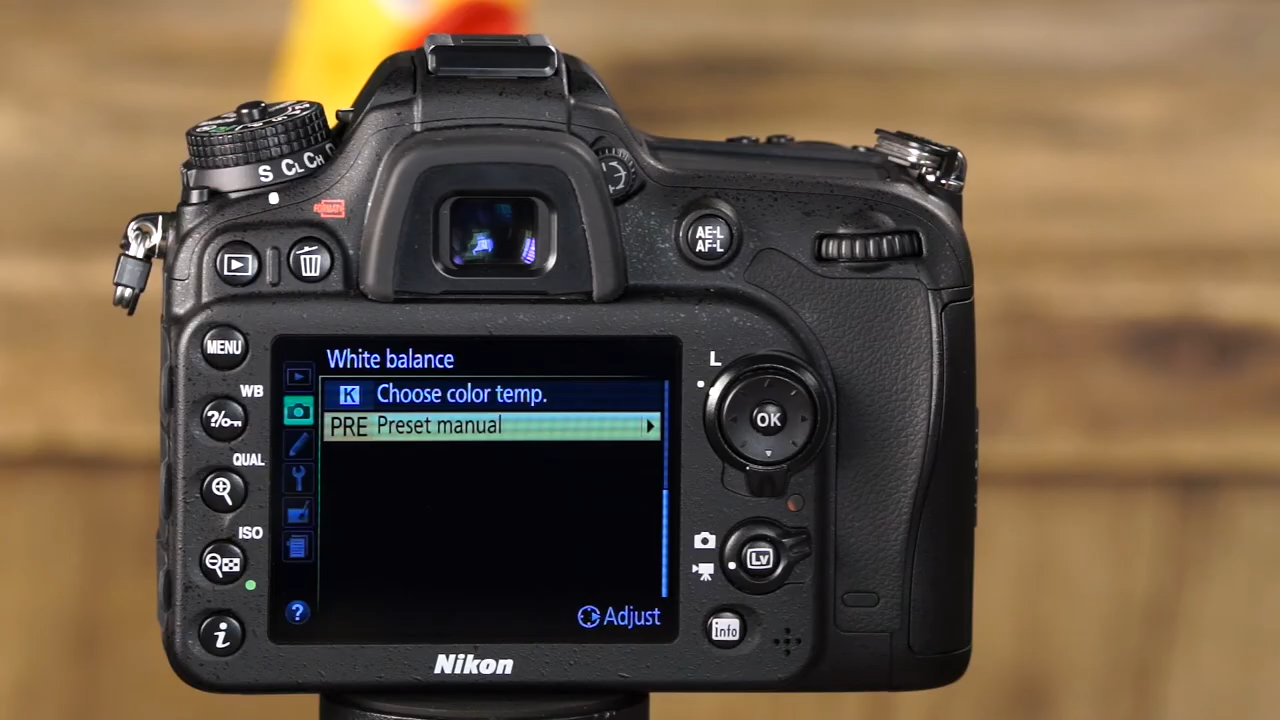 S CL CH
FORMAT
AE-L
AF-L
MENU
WB
?/
QUAL
ISO
i
White balance
K Choose color temp.
PRE Preset manual
?
Adjust
L
OK
Lv
Info
Nikon